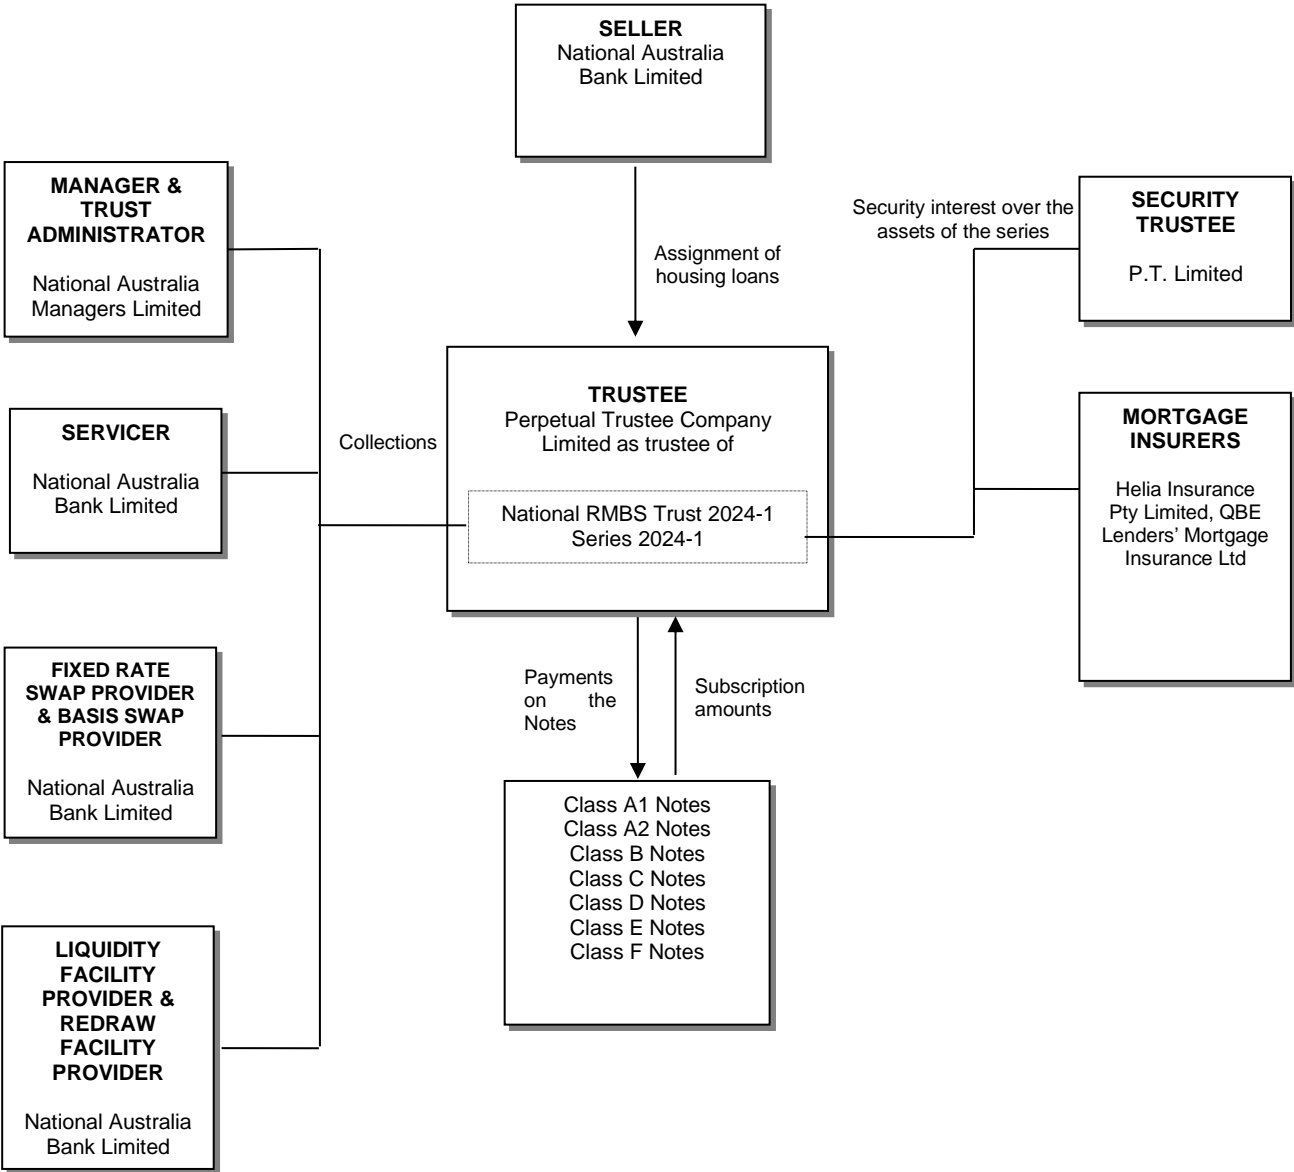 SELLER
National Australia
Bank Limited
MANAGER &
TRUST
ADMINISTRATOR
National Australia
Managers Limited
Security interest over the
assets of the series
SECURITY
TRUSTEE
P.T. Limited
Assignment of
housing loans
TRUSTEE
Perpetual Trustee Company
Limited as trustee of
National RMBS Trust 2024-1
Series 2024-1
SERVICER
National Australia
Bank Limited
Collections
MORTGAGE
INSURERS
Helia Insurance
Pty Limited, QBE
Lenders’ Mortgage
Insurance Ltd
FIXED RATE
SWAP PROVIDER
& BASIS SWAP
PROVIDER
National Australia
Bank Limited
Payments
on the
Notes
Subscription
amounts
Class A1 Notes
Class A2 Notes
Class B Notes
Class C Notes
Class D Notes
Class E Notes
Class F Notes
LIQUIDITY
FACILITY
PROVIDER &
REDRAW
FACILITY
PROVIDER
National Australia
Bank Limited